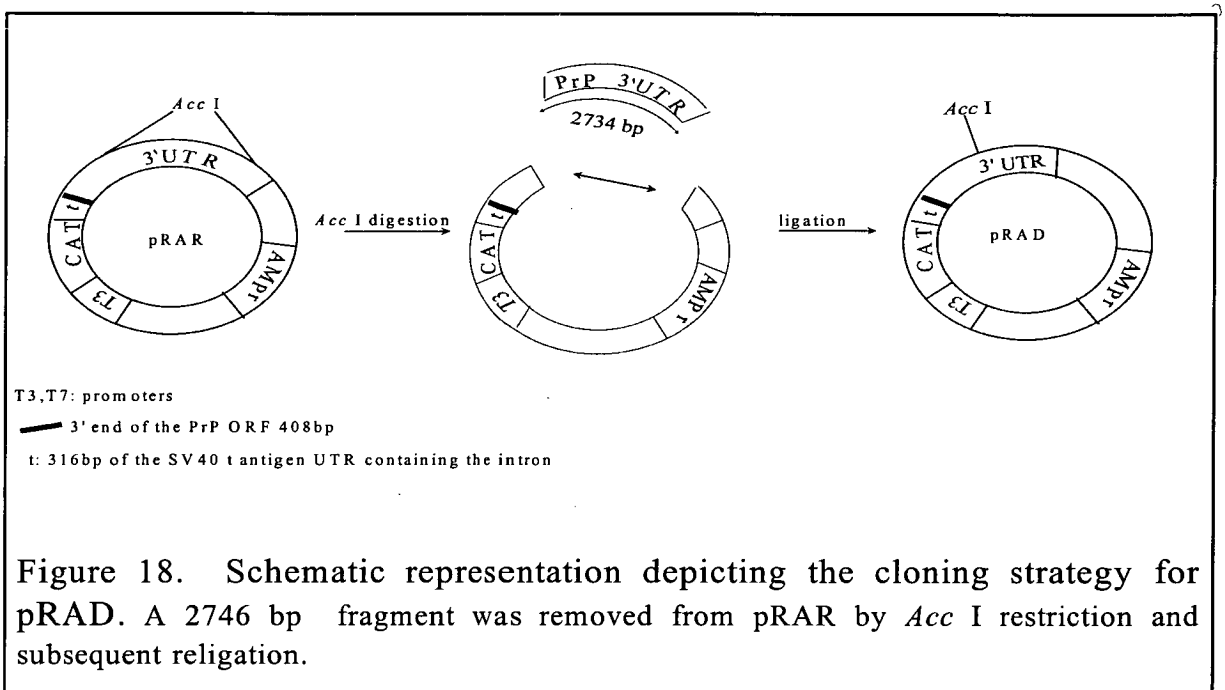 PrP 3'UTR
2734 bp
Acc I
3'UTR
t
CAT
T3
AMPr
pRAR
Acc I digestion
t
CAT
T3
AMP r
ligation
Acc I
3' UTR
t
CAT
T3
AMPr
pRAD
T3,T7: promoters
3' end of the PrP ORF 408bp
t: 316bp of the SV40 t antigen UTR containing the intron
Figure 18. Schematic representation depicting the cloning strategy for
pRAD. A 2746 bp fragment was removed from pRAR by Acc I restriction and
subsequent religation.